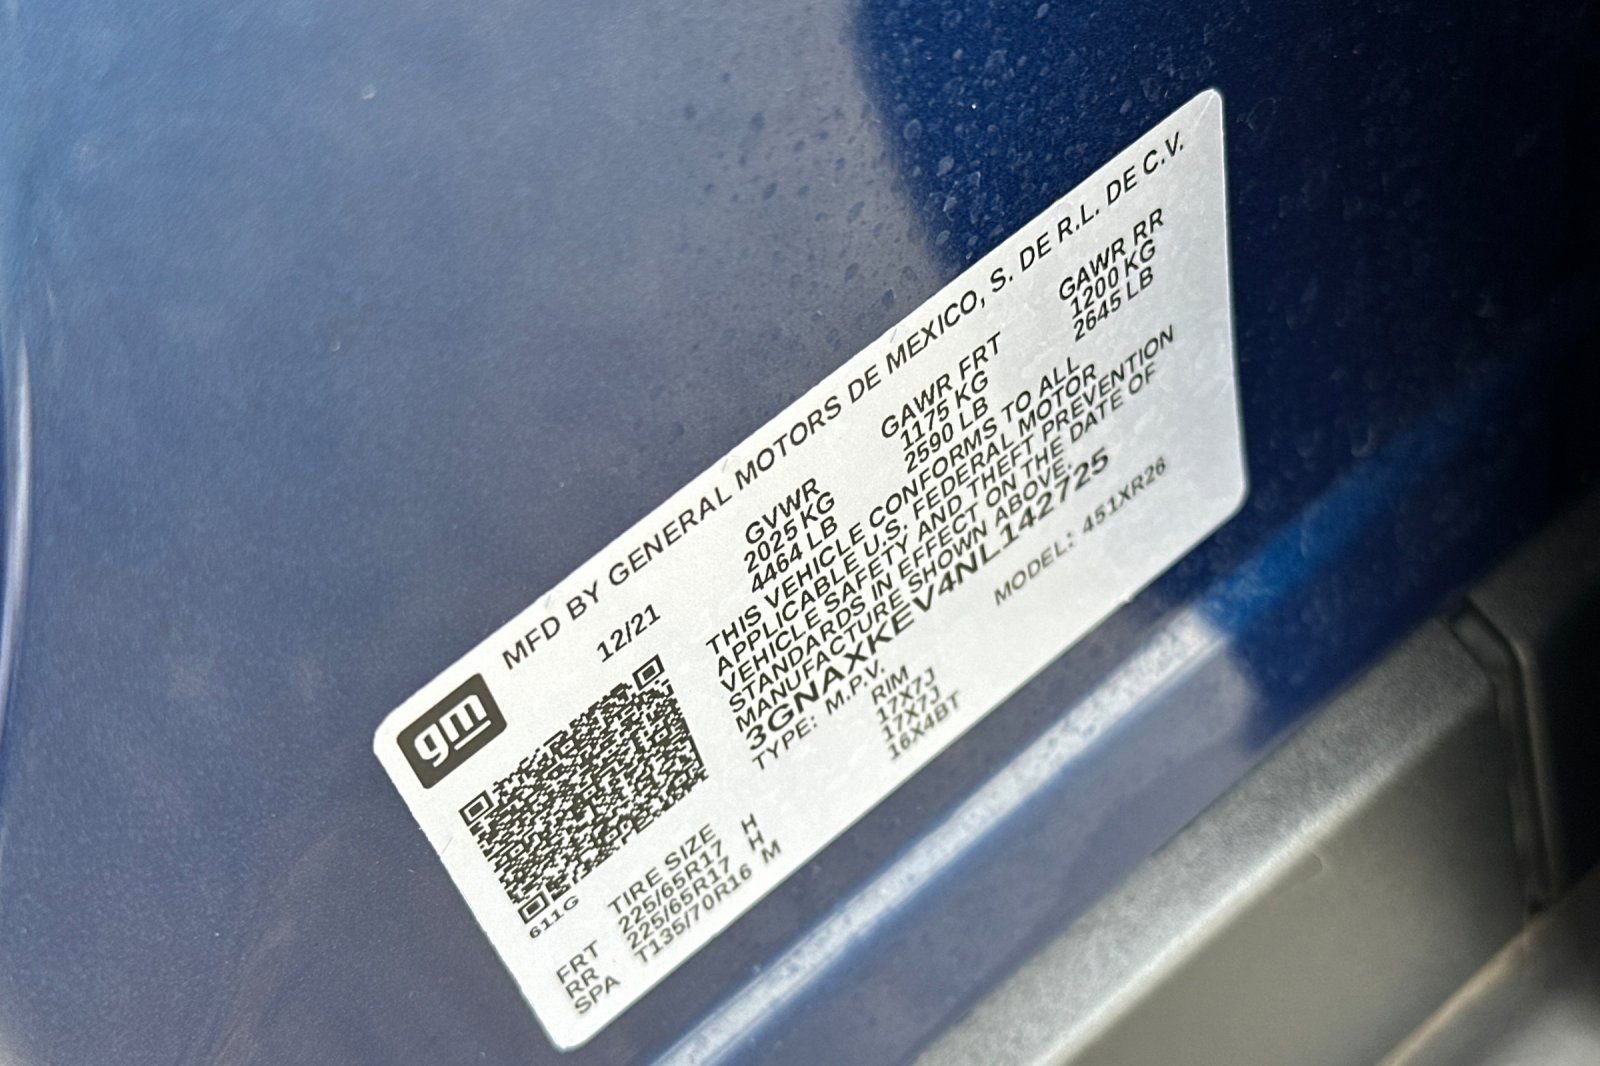 gm
MFD BY GENERAL MOTORS DE MEXICO, S. DE R.L. DE C.V.
12/21
GVWR GAWR FRT GAWR RR
2025 KG 1175 KG 1200 KG
4464 LB 2590 LB 2645 LB
THIS VEHICLE CONFORMS TO ALL
APPLICABLE U.S. FEDERAL MOTOR
VEHICLE SAFETY AND THEFT PREVENTION
STANDARDS IN EFFECT ON THE DATE OF
MANUFACTURE SHOWN ABOVE.
3GNAXKEV4NL142725
TYPE: M.P.V. MODEL: 451XR26
611G
TIRE SIZE RIM
FRT 225/65R17 H 17X7J
RR 225/65R17 H 17X7J
SPA T135/70R16 M 16X4BT